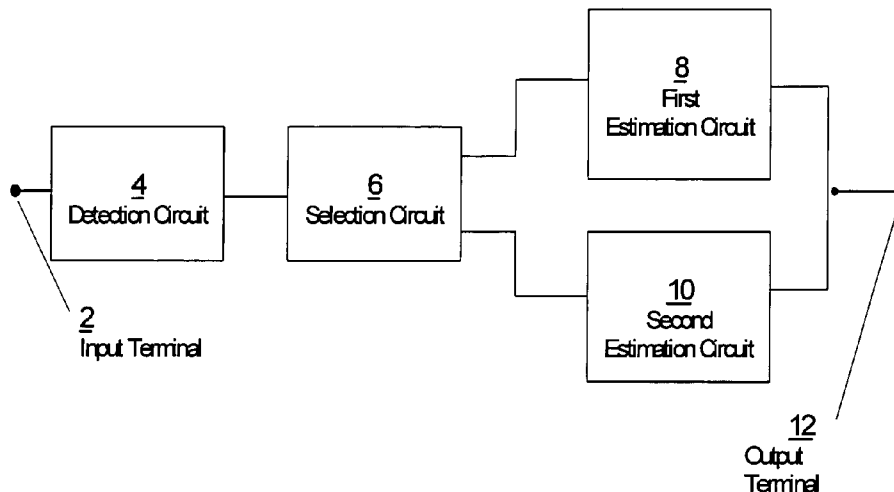 4
Detection Circuit
6
Selection Circuit
8
First
Estimation Circuit
10
Second
Estimation Circuit
2
Input Terminal
12
Output
Terminal